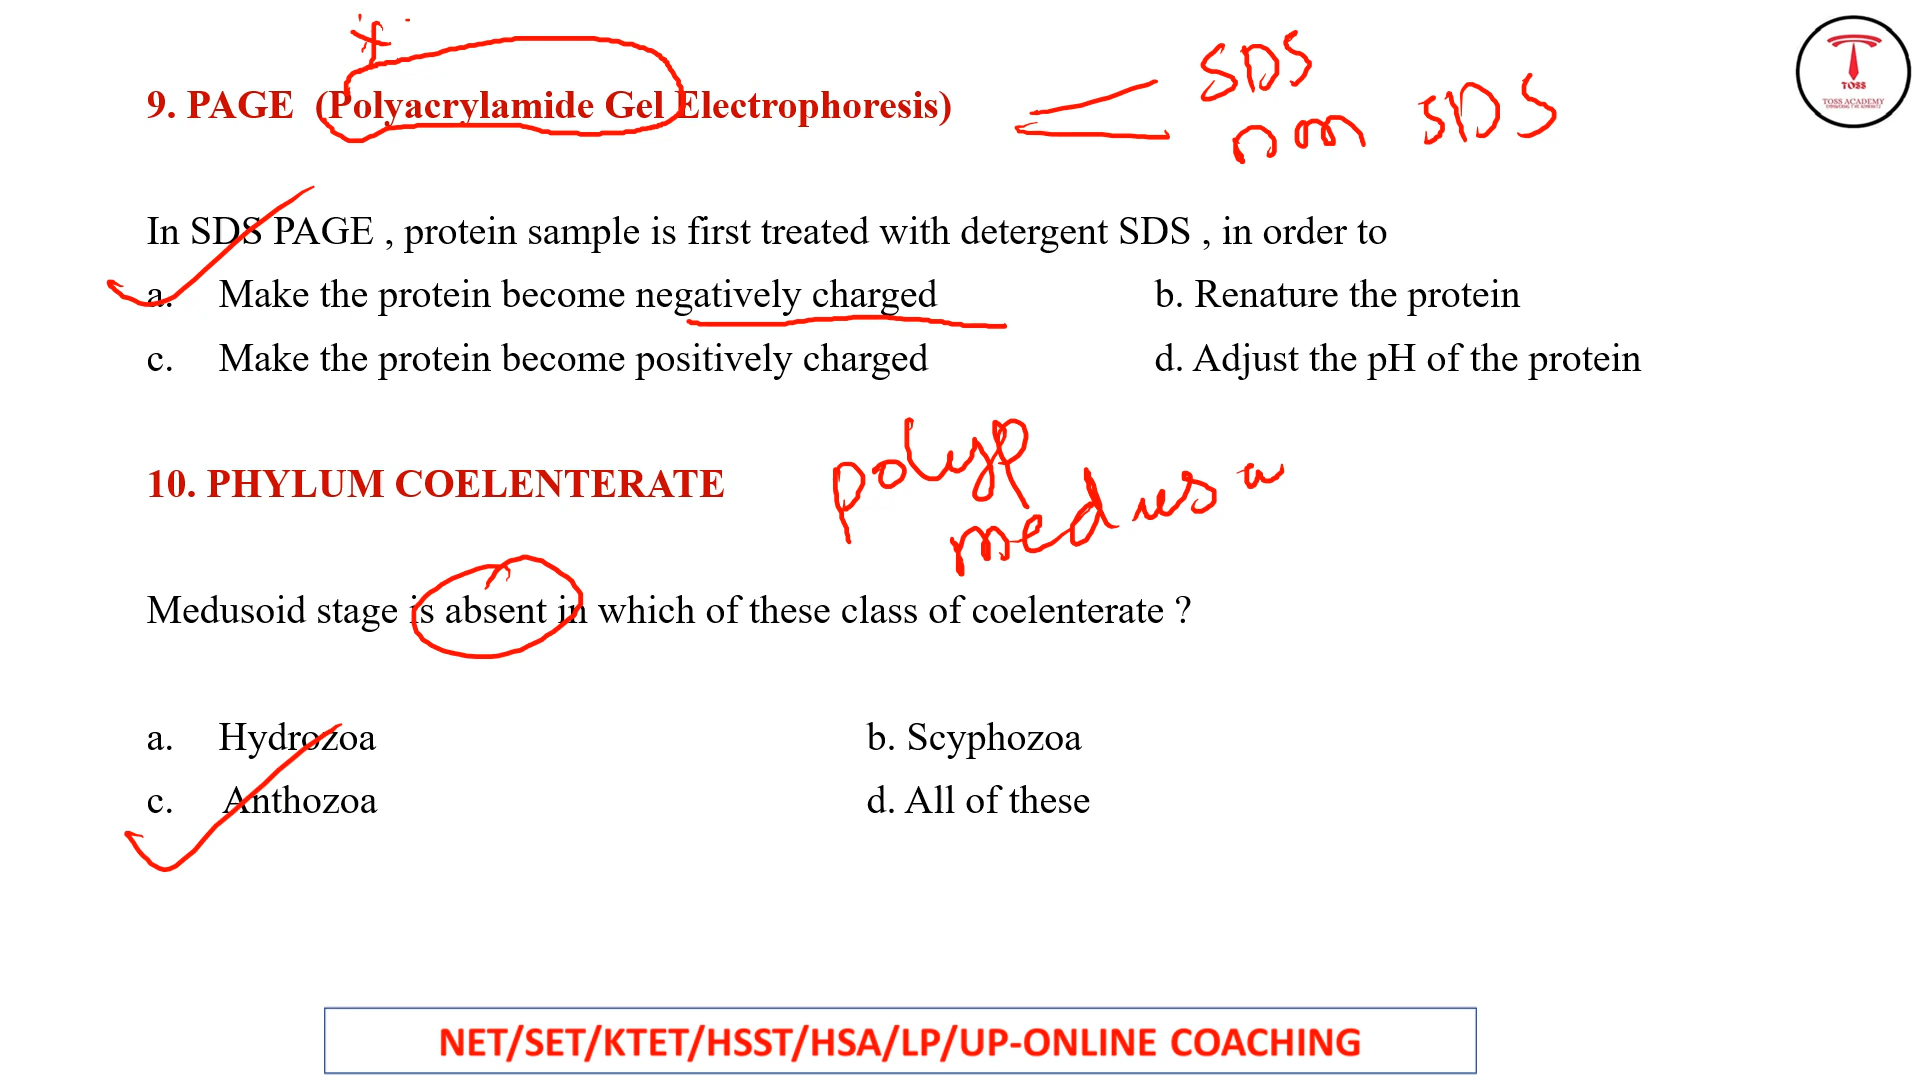 SDS
9. PAGE (Polyacrylamide Gel Electrophoresis)
non SDS
TOSS
TOSS ACADEMY
In SDS PAGE , protein sample is first treated with detergent SDS , in order to
a. Make the protein become negatively charged b. Renature the protein
c. Make the protein become positively charged d. Adjust the pH of the protein
polyp
10. PHYLUM COELENTERATE
medusa
Medusoid stage is absent in which of these class of coelenterate ?
a. Hydrozoa b. Scyphozoa
c. Anthozoa d. All of these
NET/SET/KTET/HSST/HSA/LP/UP-ONLINE COACHING